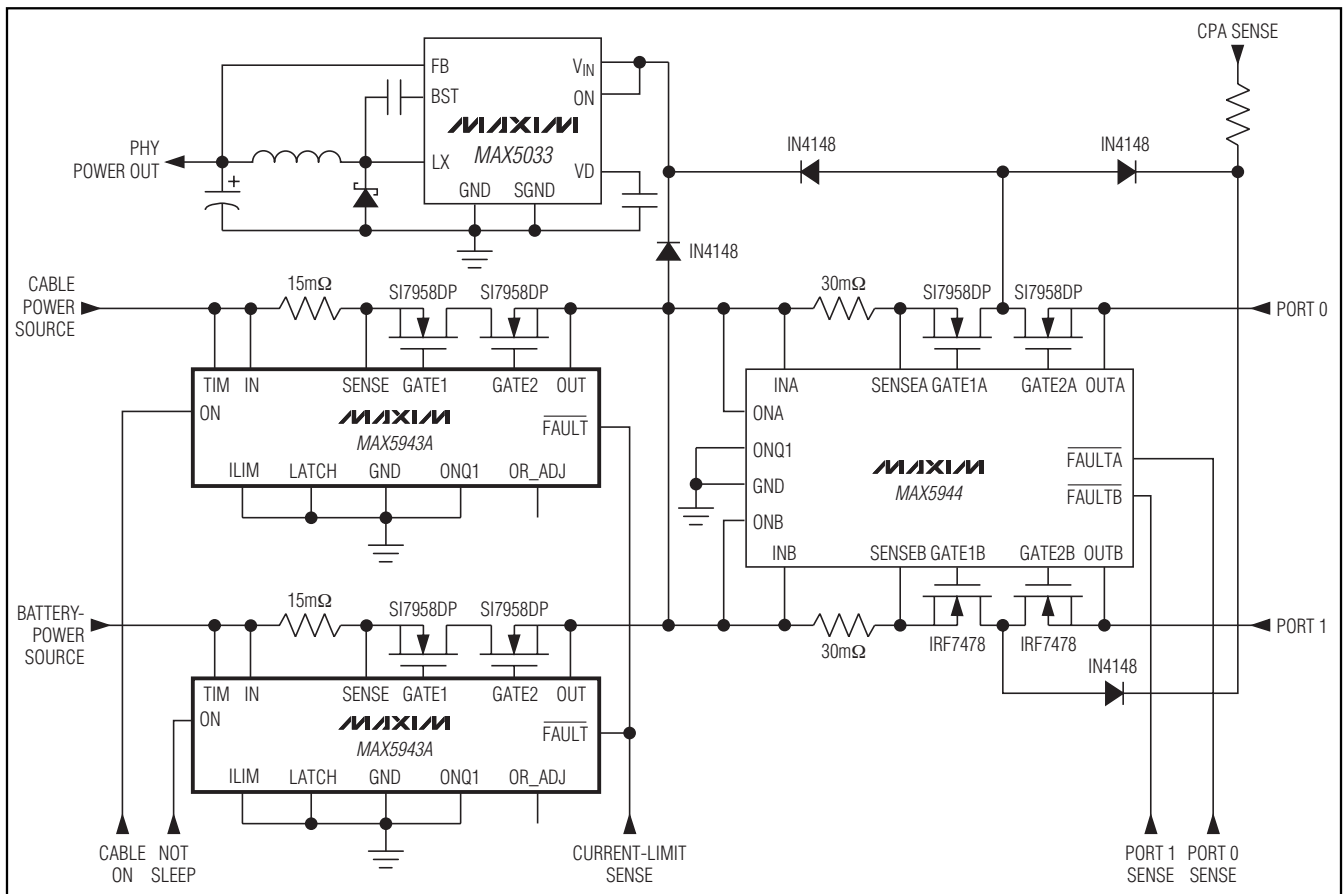 CPA SENSE
FB
VIN
BST
ON
MAXIM
MAX5033
PHY
POWER OUT
LX
VD
GND
SGND
+
IN4148
IN4148
IN4148
CABLE
POWER
SOURCE
15mΩ
SI7958DP
SI7958DP
30mΩ
SI7958DP
SI7958DP
PORT 0
TIM
IN
SENSE
GATE1
GATE2
OUT
ON
MAXIM
MAX5943A
FAULT
ILIM
LATCH
GND
ONQ1
OR_ADJ
INA
SENSEA
GATE1A
GATE2A
OUTA
ONA
ONQ1
GND
ONB
MAXIM
MAX5944
FAULTA
FAULTB
INB
SENSEB
GATE1B
GATE2B
OUTB
BATTERY-
POWER
SOURCE
15mΩ
SI7958DP
SI7958DP
30mΩ
IRF7478
IRF7478
PORT 1
IN4148
TIM
IN
SENSE
GATE1
GATE2
OUT
ON
MAXIM
MAX5943A
FAULT
ILIM
LATCH
GND
ONQ1
OR_ADJ
CABLE
ON
NOT
SLEEP
CURRENT-LIMIT
SENSE
PORT 1
SENSE
PORT 0
SENSE